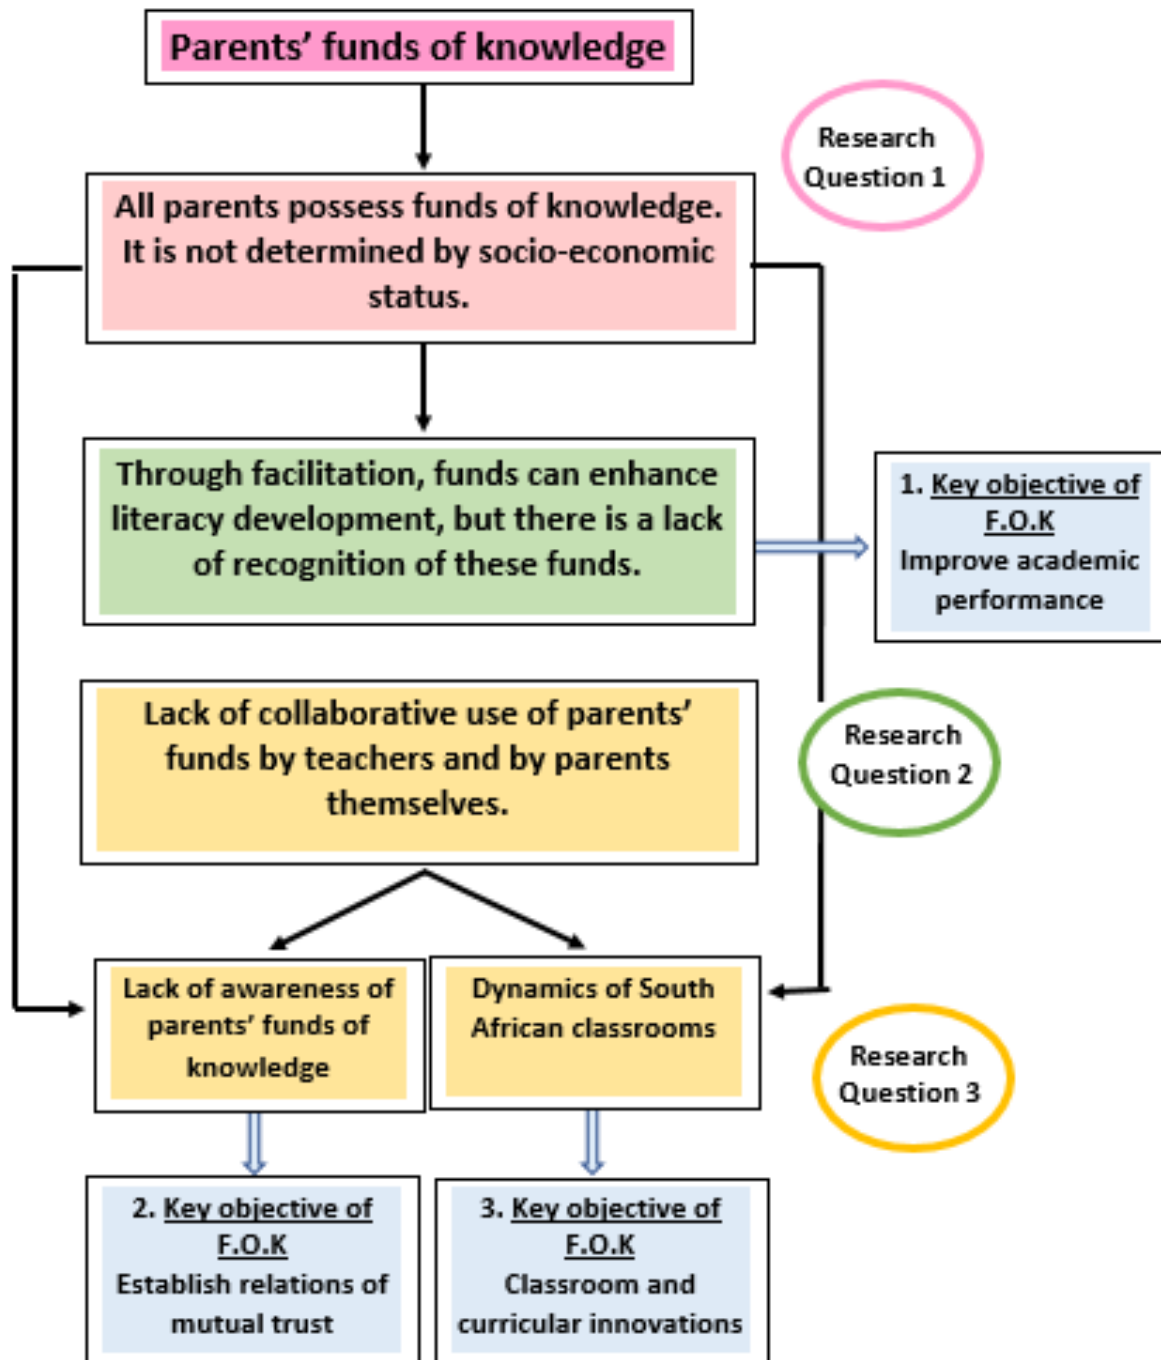 Parents’ funds of knowledge
Research
Question 1
All parents possess funds of knowledge.
It is not determined by socio-economic
status.
Through facilitation, funds can enhance
literacy development, but there is a lack
of recognition of these funds.
1. Key objective of
F.O.K
Improve academic
performance
Lack of collaborative use of parents’
funds by teachers and by parents
themselves.
Research
Question 2
Lack of awareness of
parents’ funds of
knowledge
Dynamics of South
African classrooms
Research
Question 3
2. Key objective of
F.O.K
Establish relations of
mutual trust
3. Key objective of
F.O.K
Classroom and
curricular innovations